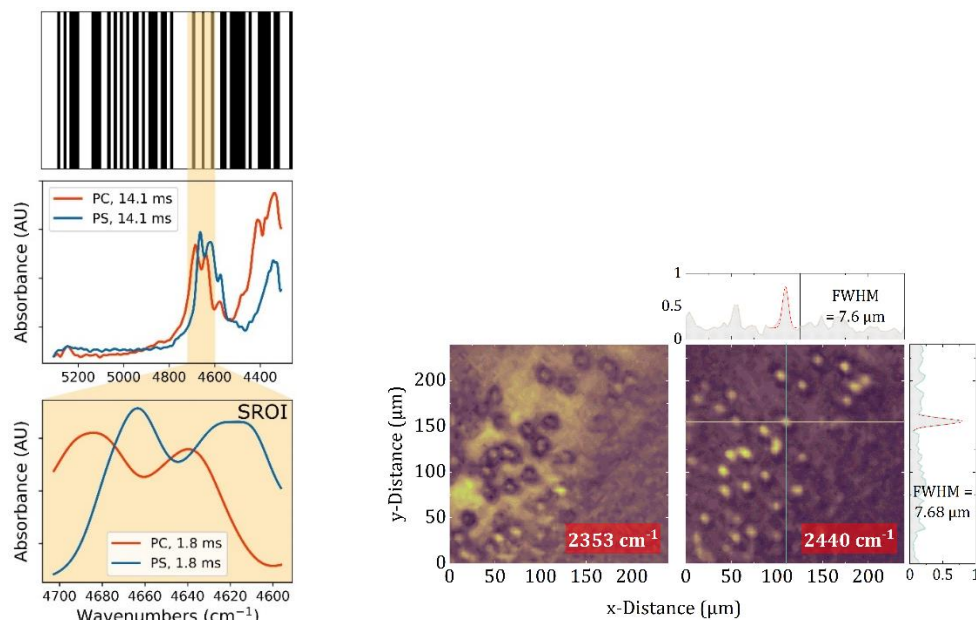 Absorbance (AU)
PC, 14.1 ms
PS, 14.1 ms
5200 5000 4800 4600 4400
Absorbance (AU)
SROI
PC, 1.8 ms
PS, 1.8 ms
4700 4680 4660 4640 4620 4600
Wavenumbers (cm⁻¹)
1
0.5
0
FWHM
= 7.6 μm
y-Distance (μm)
200
150
100
50
0
2353 cm⁻¹
2440 cm⁻¹
FWHM =
7.68 μm
0 50 100 150 200
0 50 100 150 200
0 0.5 1
x-Distance (μm)